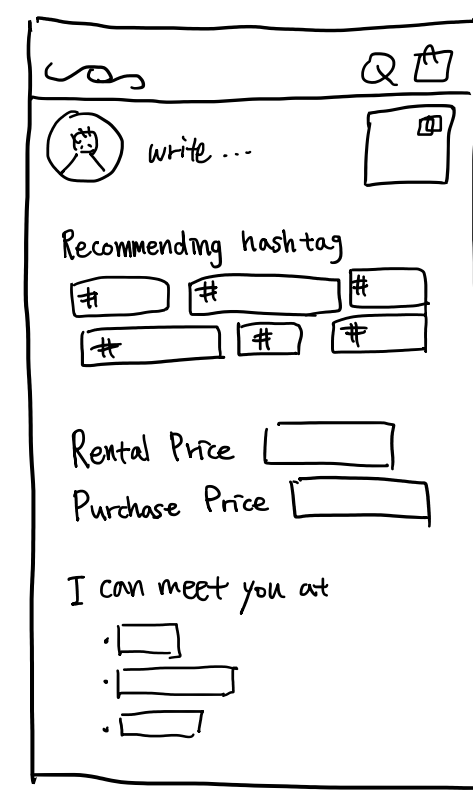 write...
Recommending hashtag
# # #
# # #
Rental Price
Purchase Price
I can meet you at